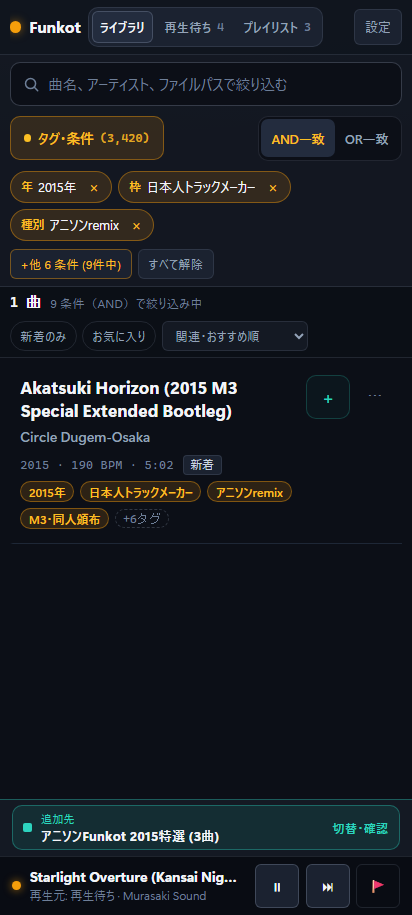 Funkot ライブラリ 再生待ち 4 プレイリスト 3 設定
曲名、アーティスト、ファイルパスで絞り込む
タグ・条件 (3,420) AND一致 OR一致
年 2015年 × 枠 日本人トラックメーカー ×
種別 アニソンremix ×
+他 6 条件 (9件中) すべて解除
1 曲 9 条件（AND）で絞り込み中
新着のみ お気に入り 関連・おすすめ順
Akatsuki Horizon (2015 M3
Special Extended Bootleg)
+ ...
Circle Dugem-Osaka
2015 · 190 BPM · 5:02 新着
2015年 日本人トラックメーカー アニソンremix
M3・同人頒布 +6タグ
追加先
アニソンFunkot 2015特選 (3曲)
切替・確認
Starlight Overture (Kansai Nig...
再生元: 再生待ち · Murasaki Sound